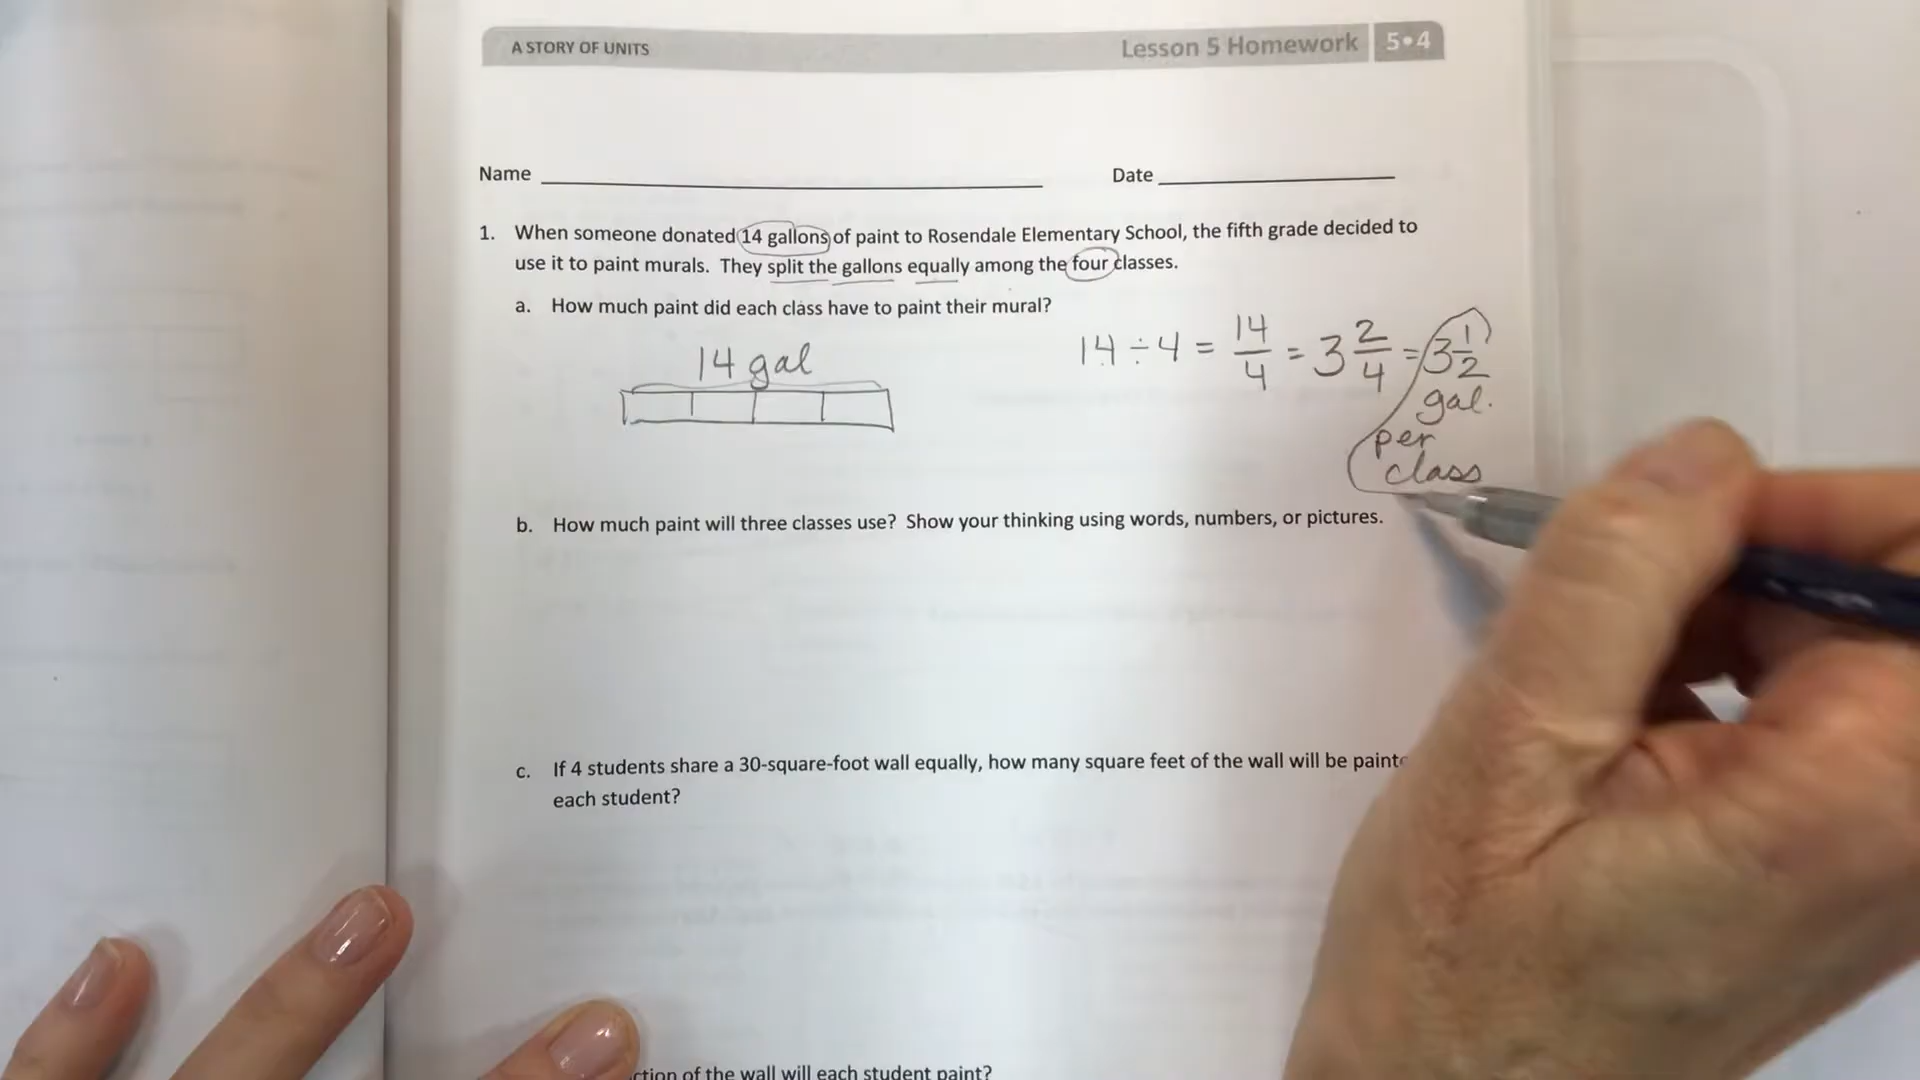 A STORY OF UNITS
Lesson 5 Homework 5•4
Name
Date
1. When someone donated 14 gallons of paint to Rosendale Elementary School, the fifth grade decided to
use it to paint murals. They split the gallons equally among the four classes.
a. How much paint did each class have to paint their mural?
14 gal
14 ÷ 4 = 14/4 = 3 2/4 = 3 1/2
gal.
per
class
b. How much paint will three classes use? Show your thinking using words, numbers, or pictures.
c. If 4 students share a 30-square-foot wall equally, how many square feet of the wall will be
each student?
of the wall will each student paint?